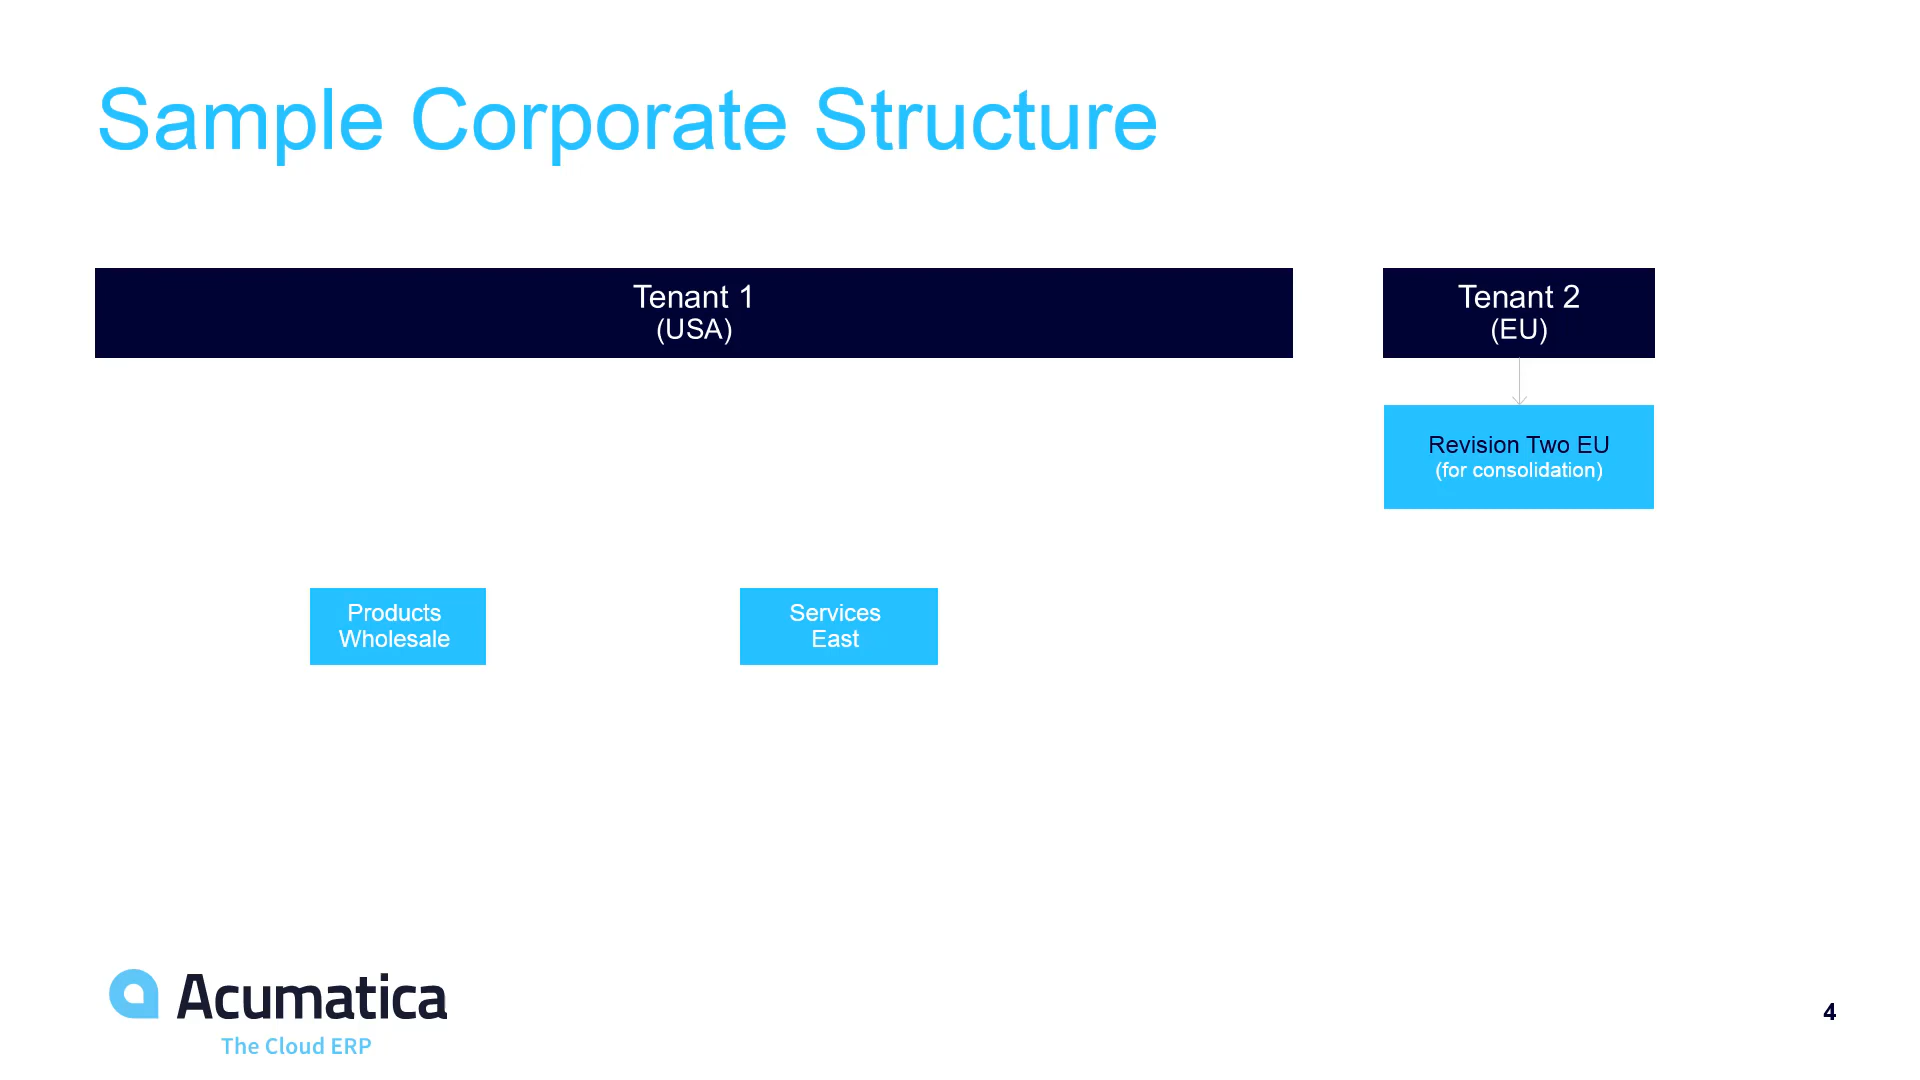 Sample Corporate Structure
Tenant 1
(USA)
Tenant 2
(EU)
Revision Two EU
(for consolidation)
Products
Wholesale
Services
East
Acumatica
The Cloud ERP
4